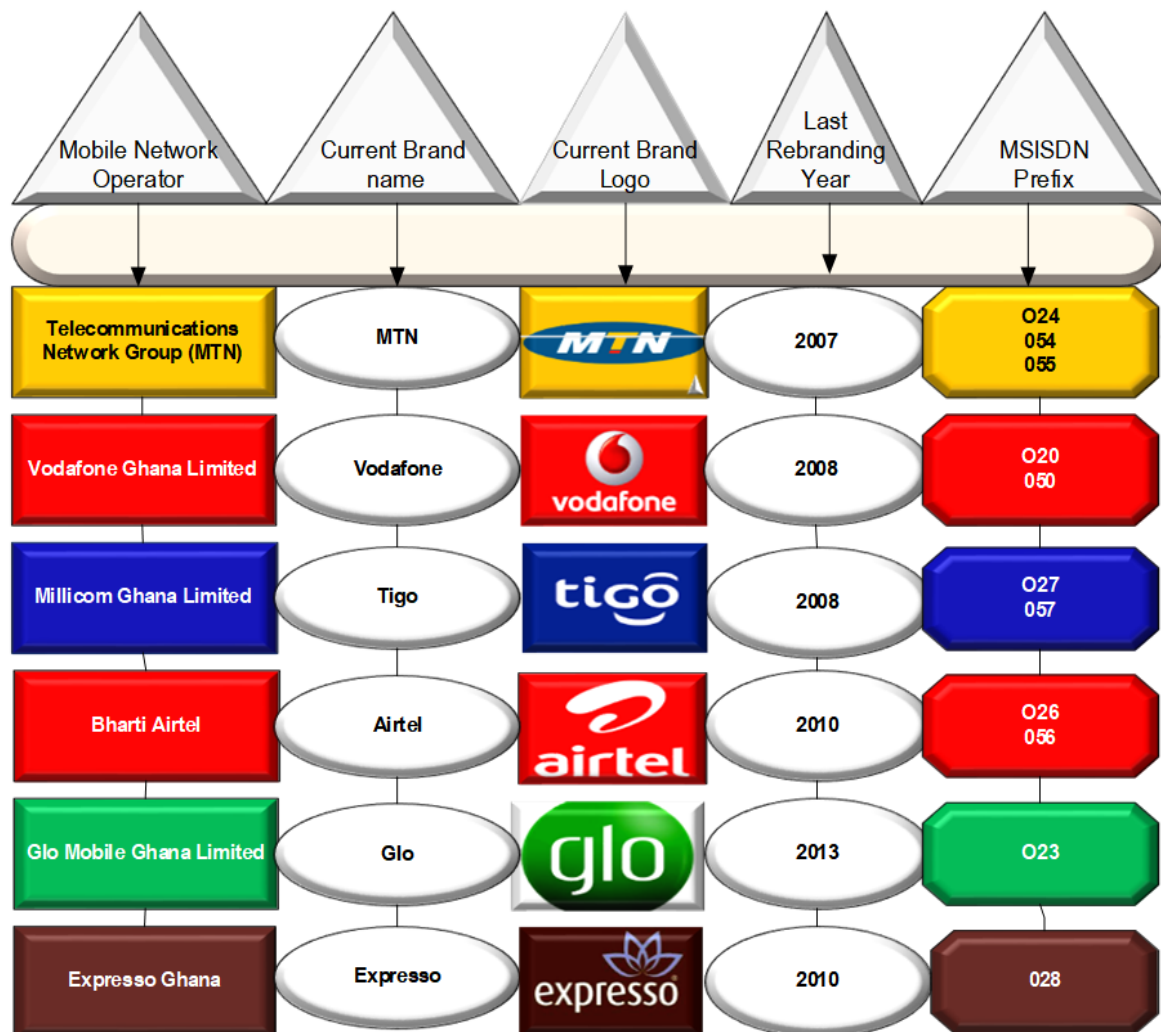 Mobile Network
Operator
Current Brand
name
Current Brand
Logo
Last
Rebranding
Year
MSISDN
Prefix
Telecommunications
Network Group (MTN)
MTN
MTN
2007
O24
054
055
Vodafone Ghana Limited
Vodafone
vodafone
2008
O20
050
Millicom Ghana Limited
Tigo
tigo
2008
O27
057
Bharti Airtel
Airtel
airtel
2010
O26
056
Glo Mobile Ghana Limited
Glo
glo
2013
O23
Expresso Ghana
Expresso
expresso
2010
028